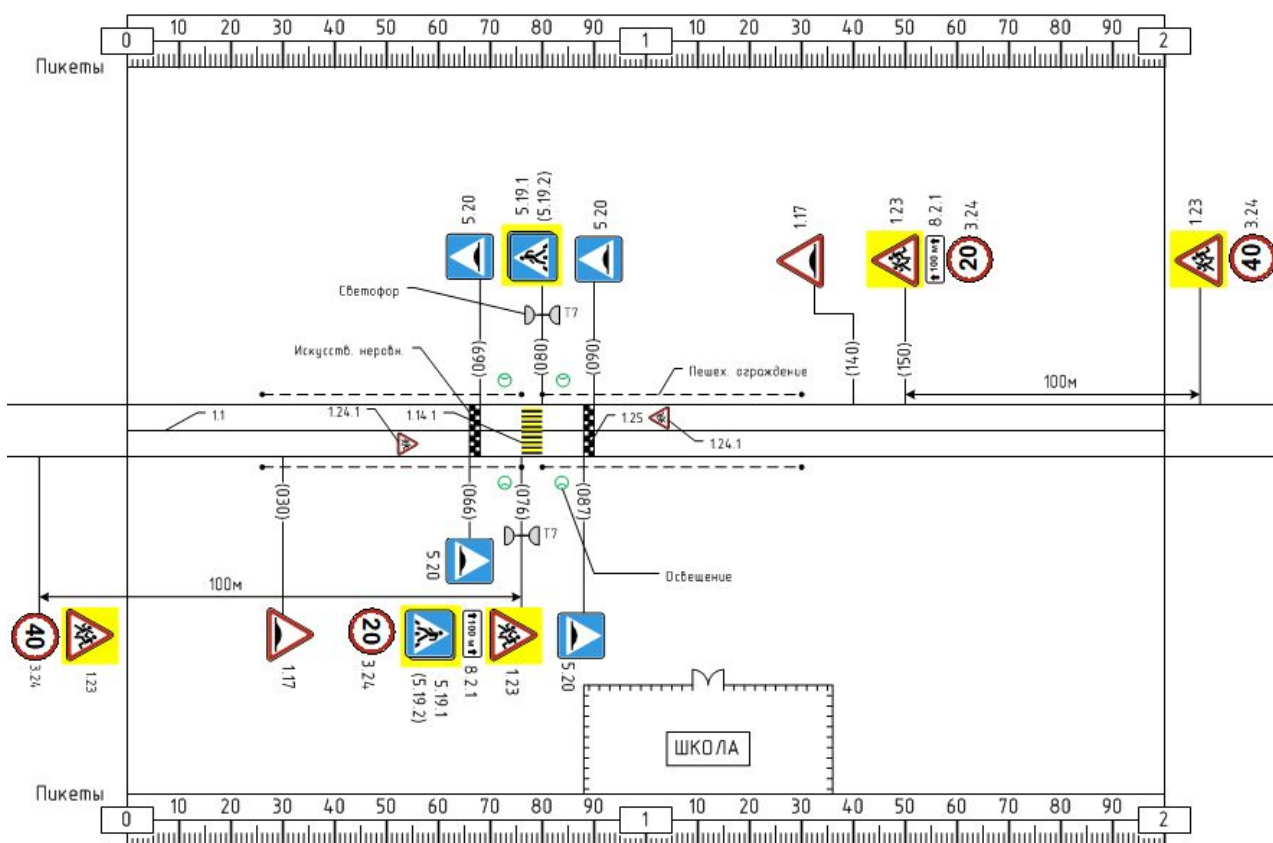 0 10 20 30 40 50 60 70 80 90 1 10 20 30 40 50 60 70 80 90 2
Пикеты
5.20
5.19.1
(5.19.2)
5.20
1.17
1.23
8.2.1
3.24
1.23
3.24
100 м
20
40
Светофор
Т7
Искусств. неровн.
(069)
(080)
(090)
Пешех. ограждение
(140)
(150)
100м
1.1
1.24.1
1.14.1
1.25
1.24.1
(030)
(066)
(076)
(087)
Т7
5.20
Освещение
100м
40
3.24
1.23
1.17
20
3.24
5.19.1
(5.19.2)
100 м
8.2.1
1.23
5.20
ШКОЛА
Пикеты
0 10 20 30 40 50 60 70 80 90 1 10 20 30 40 50 60 70 80 90 2